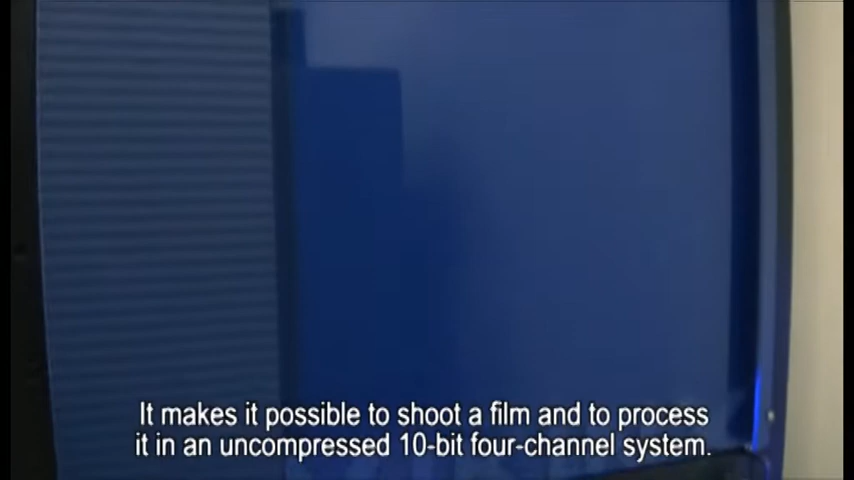 It makes it possible to shoot a film and to process
it in an uncompressed 10-bit four-channel system.